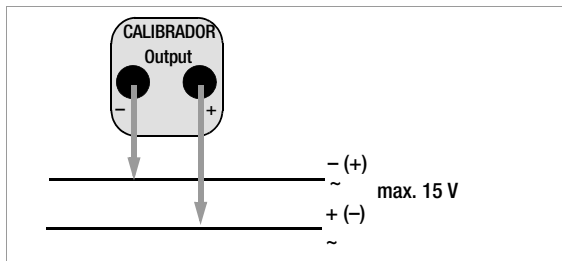 CALIBRADOR
Output
– +
– (+)
~
max. 15 V
+ (–)
~